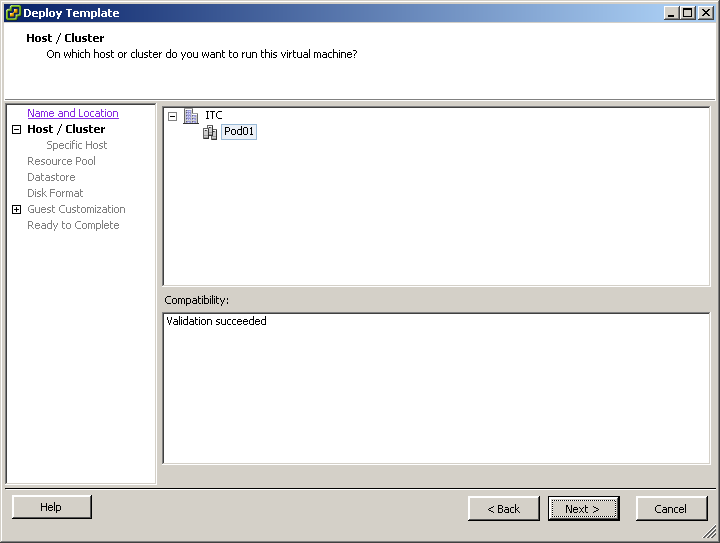 Deploy Template
Host / Cluster
On which host or cluster do you want to run this virtual machine?
Name and Location
Host / Cluster
Specific Host
Resource Pool
Datastore
Disk Format
Guest Customization
Ready to Complete
ITC
Pod01
Compatibility:
Validation succeeded
Help
< Back
Next >
Cancel